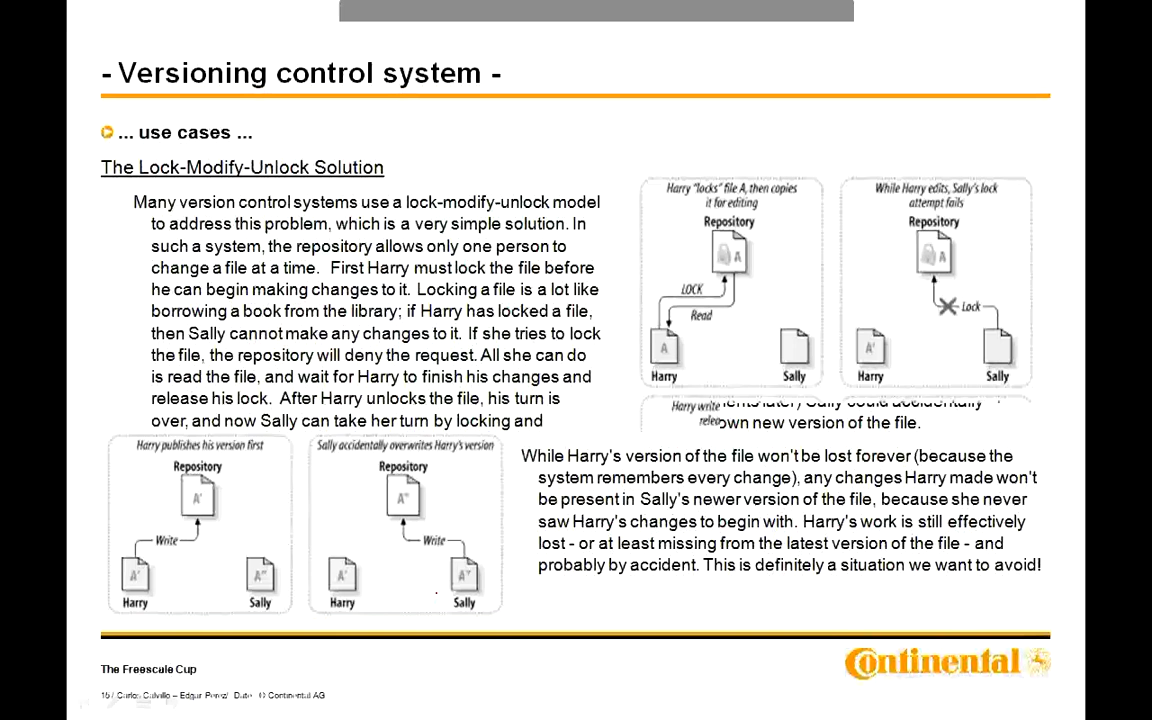 - Versioning control system -
... use cases ...
The Lock-Modify-Unlock Solution
Many version control systems use a lock-modify-unlock model
to address this problem, which is a very simple solution. In
such a system, the repository allows only one person to
change a file at a time. First Harry must lock the file before
he can begin making changes to it. Locking a file is a lot like
borrowing a book from the library; if Harry has locked a file,
then Sally cannot make any changes to it. If she tries to lock
the file, the repository will deny the request. All she can do
is read the file, and wait for Harry to finish his changes and
release his lock. After Harry unlocks the file, his turn is
over, and now Sally can take her turn by locking and
Harry "locks" file A, then copies
it for editing
Repository
A
LOCK
Read
A
Harry
Sally
While Harry edits, Sally's lock
attempt fails
Repository
A
Lock
A'
Harry
Sally
Harry write
later) Sally could accidentally
own new version of the file.
Harry publishes his version first
Repository
A'
Write
A'
Harry
A"
Sally
Sally accidentally overwrites Harry's version
Repository
A"
Write
A'
Harry
A"
Sally
While Harry's version of the file won't be lost forever (because the
system remembers every change), any changes Harry made won't
be present in Sally's newer version of the file, because she never
saw Harry's changes to begin with. Harry's work is still effectively
lost - or at least missing from the latest version of the file - and
probably by accident. This is definitely a situation we want to avoid!
The Freescale Cup
Continental
/ Carlos Calvillo – Edgar / © Continental AG